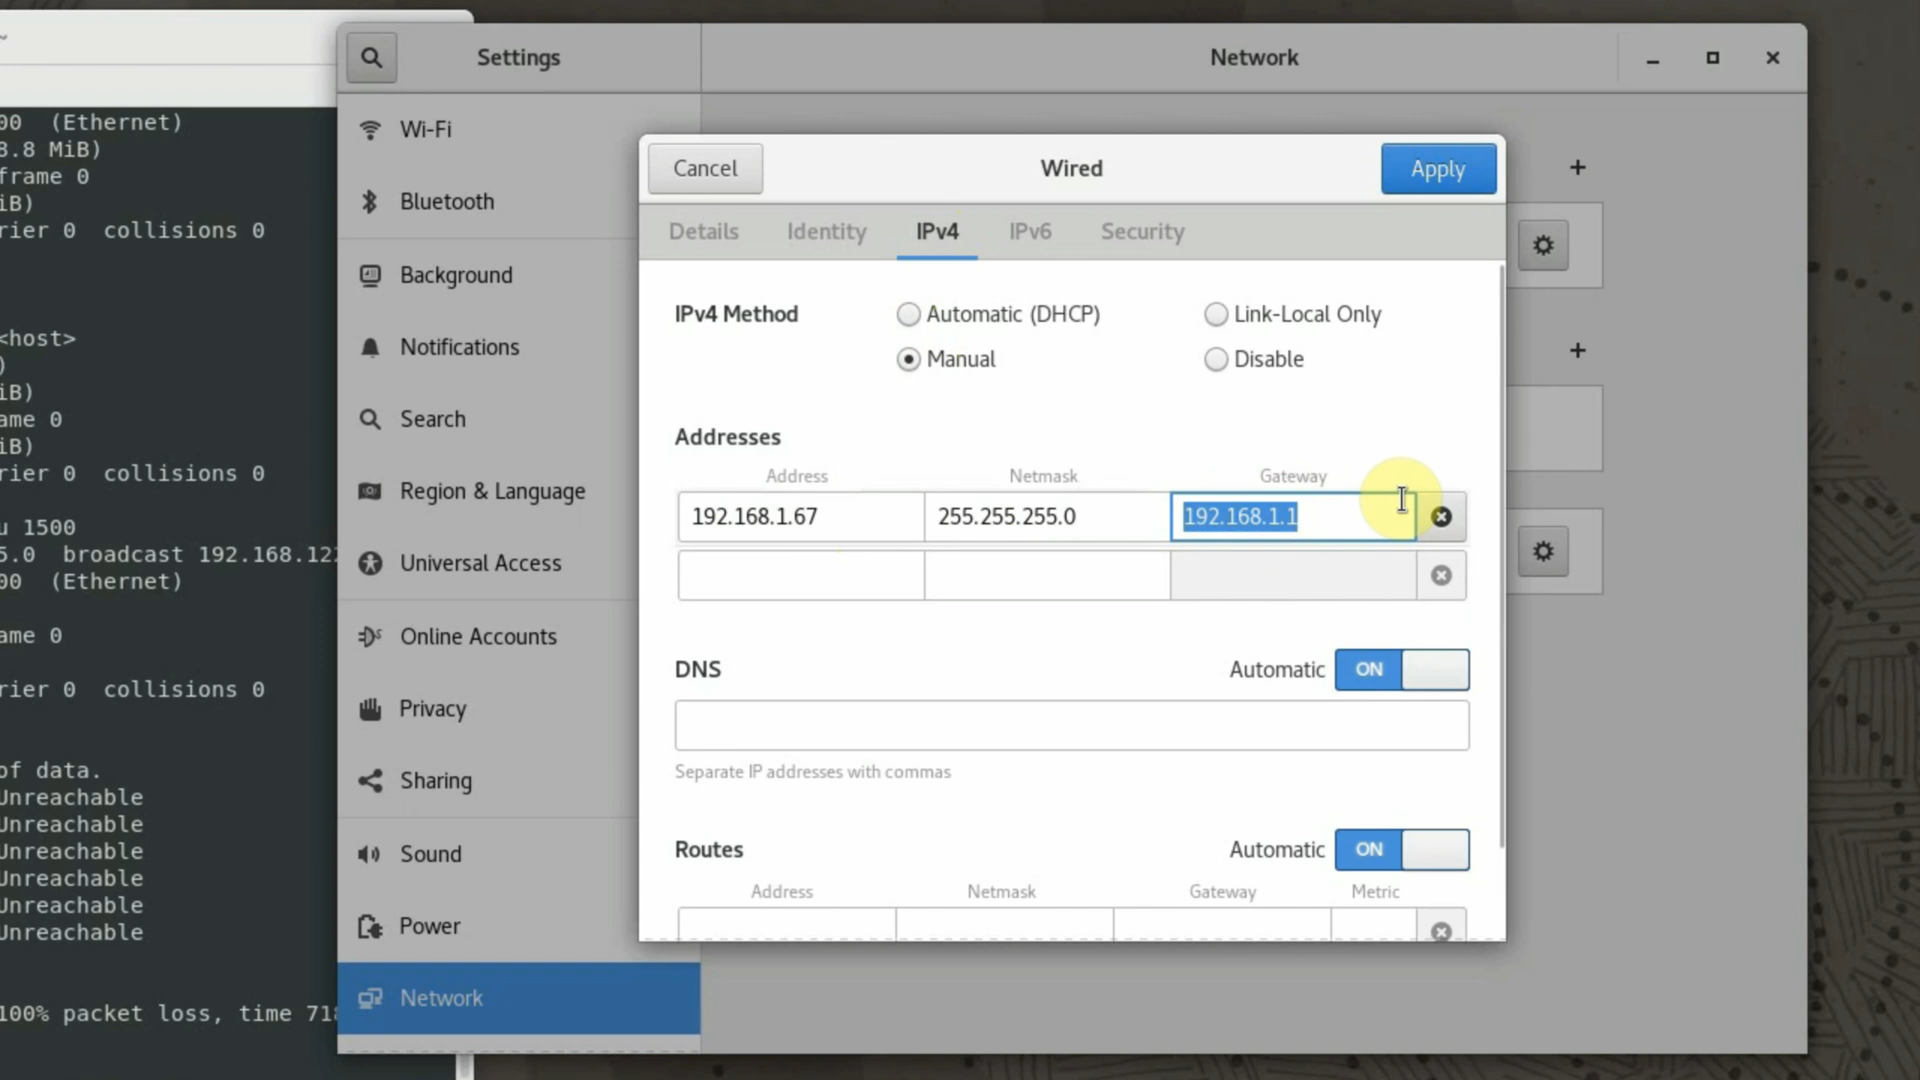 ~
00  (Ethernet)
8.8 MiB)
frame 0
iB)
rier 0  collisions 0
<host>
)
iB)
ame 0
iB)
rier 0  collisions 0
u 1500
5.0  broadcast 192.168.122
00  (Ethernet)
ame 0
rier 0  collisions 0
of data.
Unreachable
Unreachable
Unreachable
Unreachable
Unreachable
Unreachable
100% packet loss, time 718
Settings
Network
Wi-Fi
Bluetooth
Background
Notifications
Search
Region & Language
Universal Access
Online Accounts
Privacy
Sharing
Sound
Power
Network
Cancel
Wired
Apply
Details
Identity
IPv4
IPv6
Security
IPv4 Method
Automatic (DHCP)
Link-Local Only
Manual
Disable
Addresses
Address
Netmask
Gateway
192.168.1.67
255.255.255.0
192.168.1.1
DNS
Automatic
ON
Separate IP addresses with commas
Routes
Automatic
ON
Address
Netmask
Gateway
Metric